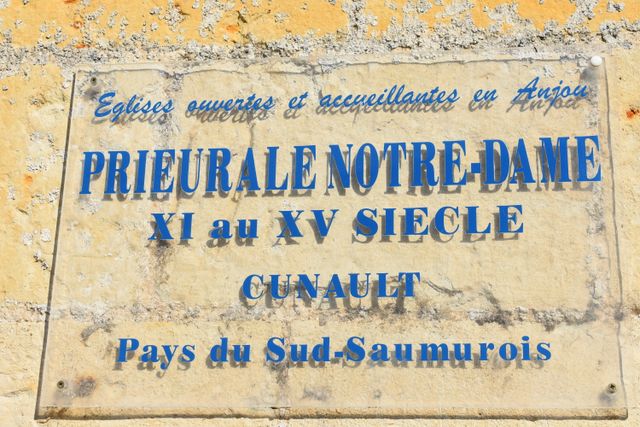 Eglises ouvertes et accueillantes en Anjou
PRIEURALE NOTRE-DAME
XI au XV SIECLE
CUNAULT
Pays du Sud-Saumurois